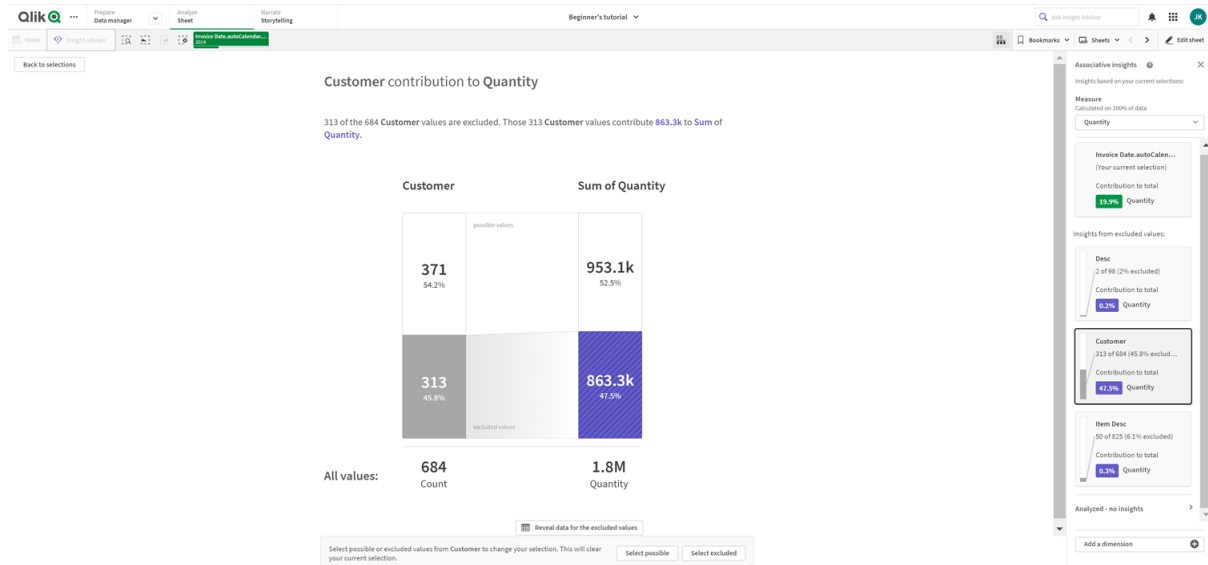 Qlik
Prepare
Data manager
Analyze
Sheet
Narrate
Storytelling
Beginner's tutorial
Ask Insight Advisor
JK
Notes
Insight Advisor
Invoice Date.autoCalendar....
2014
Bookmarks
Sheets
Edit sheet
Back to selections
Customer contribution to Quantity
313 of the 684 Customer values are excluded. Those 313 Customer values contribute 863.3k to Sum of
Quantity.
Customer
Sum of Quantity
possible values
371
54.2%
953.1k
52.5%
313
45.8%
863.3k
47.5%
excluded values
All values:
684
Count
1.8M
Quantity
Reveal data for the excluded values
Select possible or excluded values from Customer to change your selection. This will clear
your current selection.
Select possible
Select excluded
Associative insights
Insights based on your current selections:
Measure
Calculated on 100% of data
Quantity
Invoice Date.autoCalen...
(Your current selection)
Contribution to total
19.9% Quantity
Insights from excluded values:
Desc
2 of 98 (2% excluded)
Contribution to total
0.2% Quantity
Customer
313 of 684 (45.8% exclud...
Contribution to total
47.5% Quantity
Item Desc
50 of 825 (6.1% excluded)
Contribution to total
0.3% Quantity
Analyzed - no insights
Add a dimension